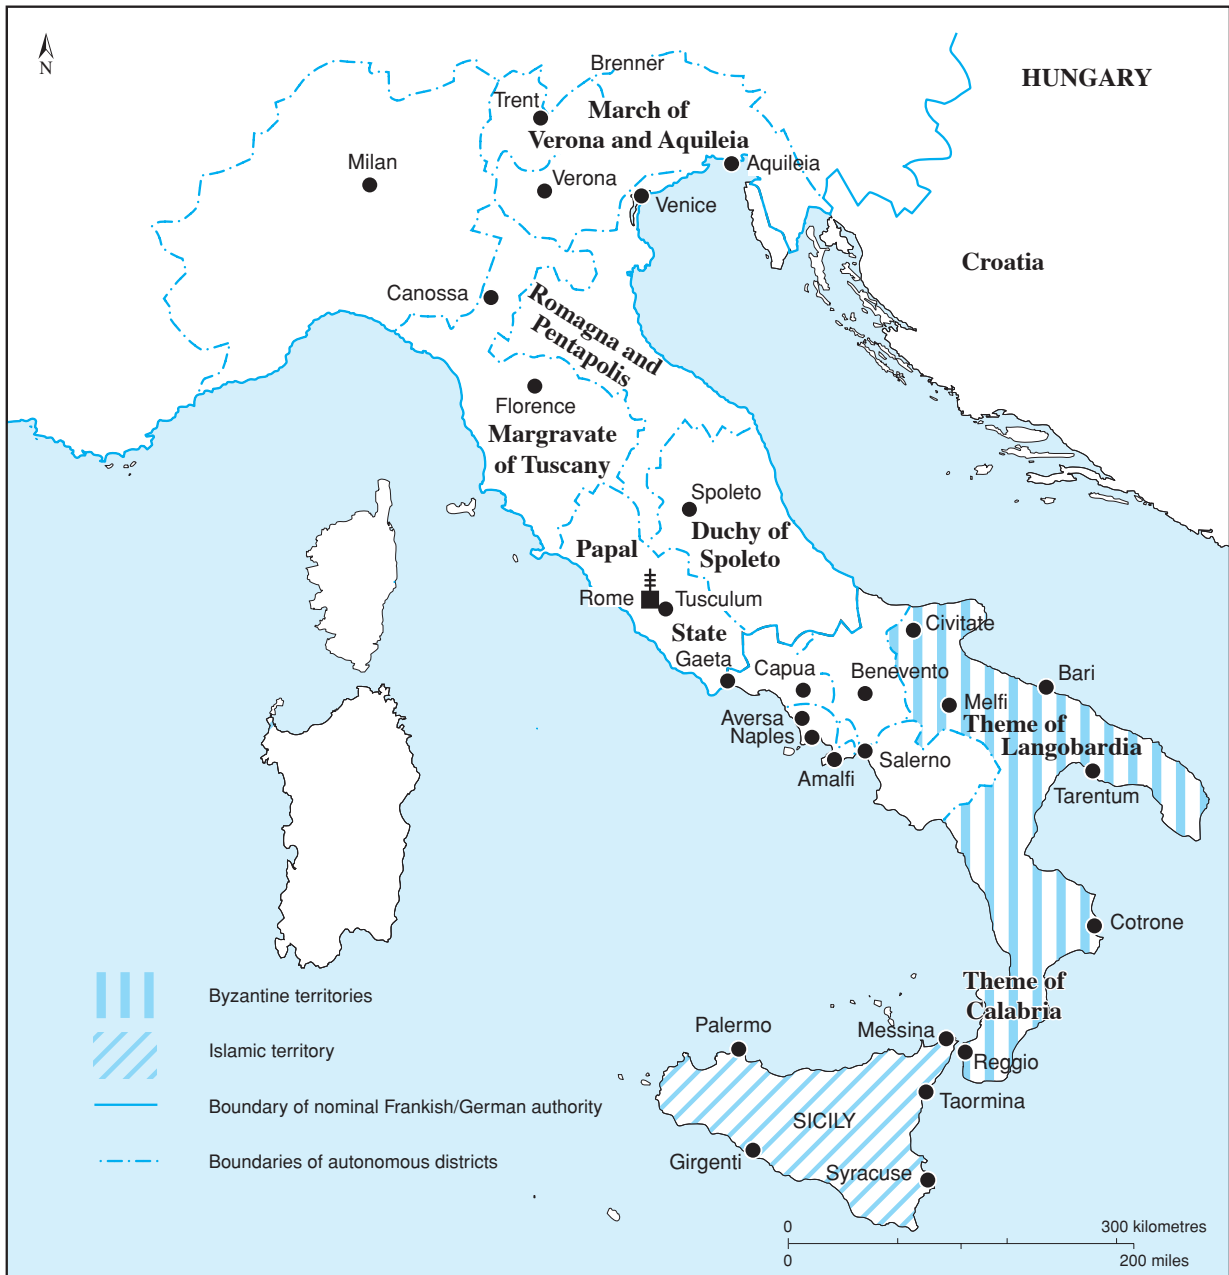 N
Brenner
HUNGARY
Trent
March of
Verona and Aquileia
Milan
Aquileia
Verona
Venice
Croatia
Canossa
Romagna and
Pentapolis
Florence
Margravate
of Tuscany
Spoleto
Duchy of
Spoleto
Papal
Rome
Tusculum
State
Civitate
Gaeta
Capua
Benevento
Bari
Melfi
Aversa
Theme of
Langobardia
Naples
Salerno
Amalfi
Tarentum
Cotrone
Theme of
Calabria
Byzantine territories
Palermo
Messina
Islamic territory
Reggio
Taormina
Boundary of nominal Frankish/German authority
SICILY
Girgenti
Boundaries of autonomous districts
Syracuse
0 300 kilometres
0 200 miles